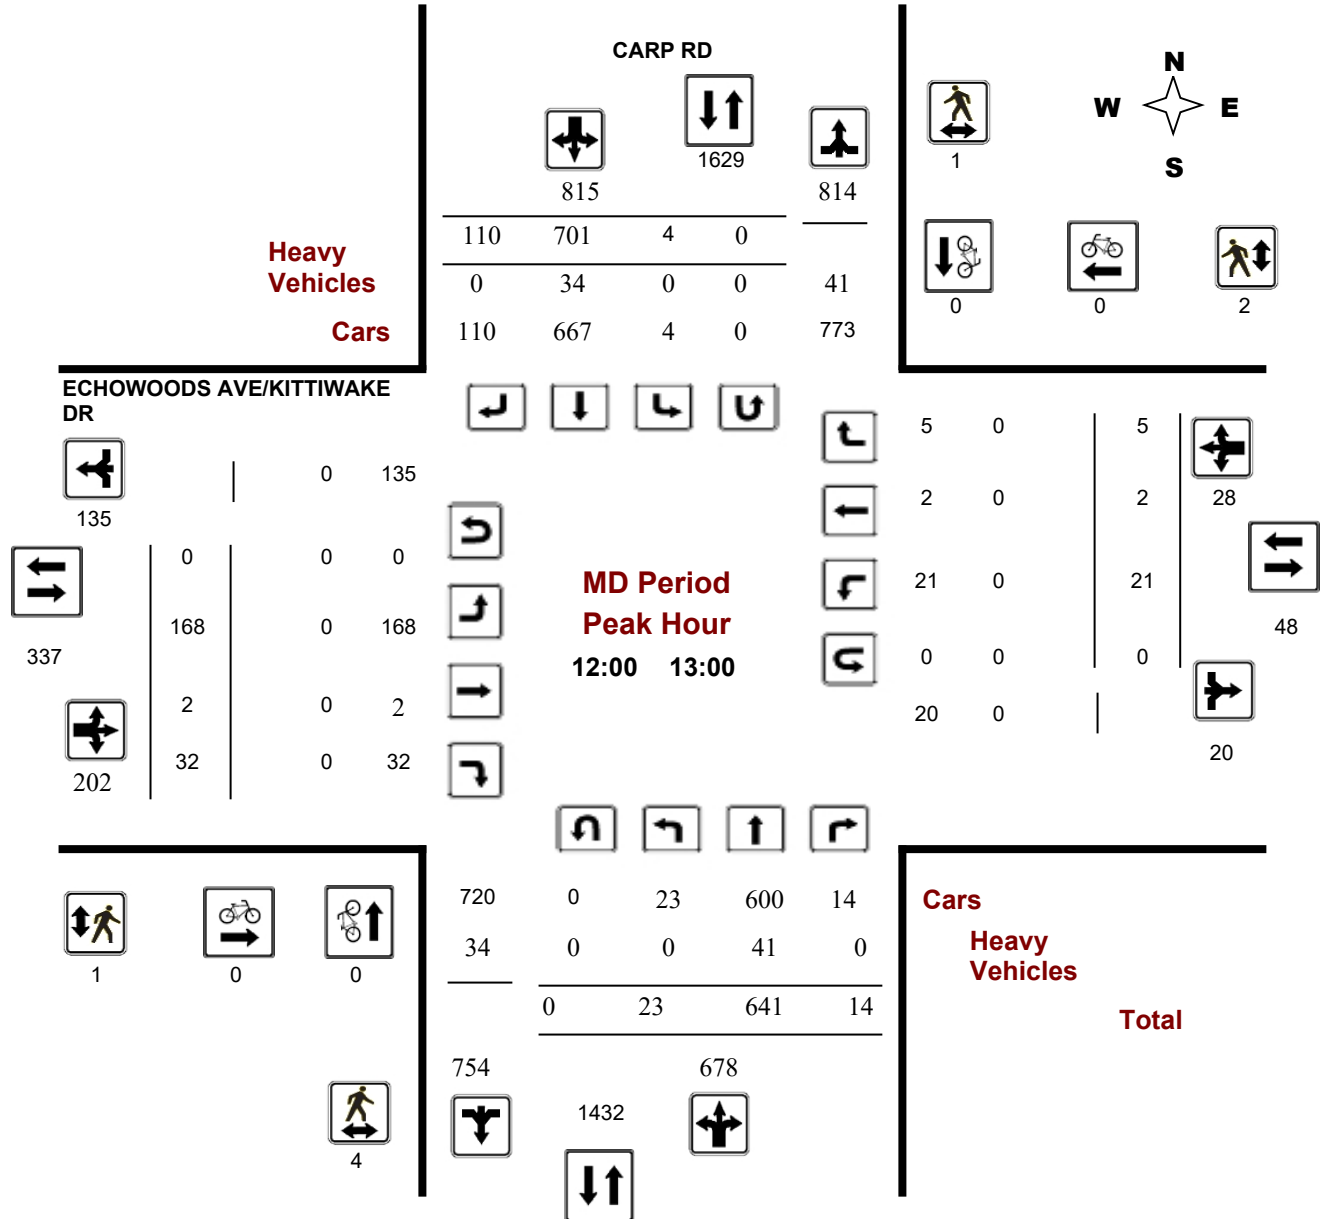 CARP RD
N
W E
S
1629
1
815
814
110 701 4 0
Heavy
Vehicles
0 34 0 0 41
0 0 2
Cars
110 667 4 0 773
ECHOWOODS AVE/KITTIWAKE
DR
5 0 5
0 135
135
2 0 2
28
0 0 0
MD Period
21 0 21
168 0 168
Peak Hour
48
337
12:00 13:00
0 0 0
2 0 2
20 0
32 0 32
20
202
720 0 23 600 14
Cars
34 0 0 41 0
Heavy
Vehicles
1 0 0
0 23 641 14
Total
754 678
1432
4